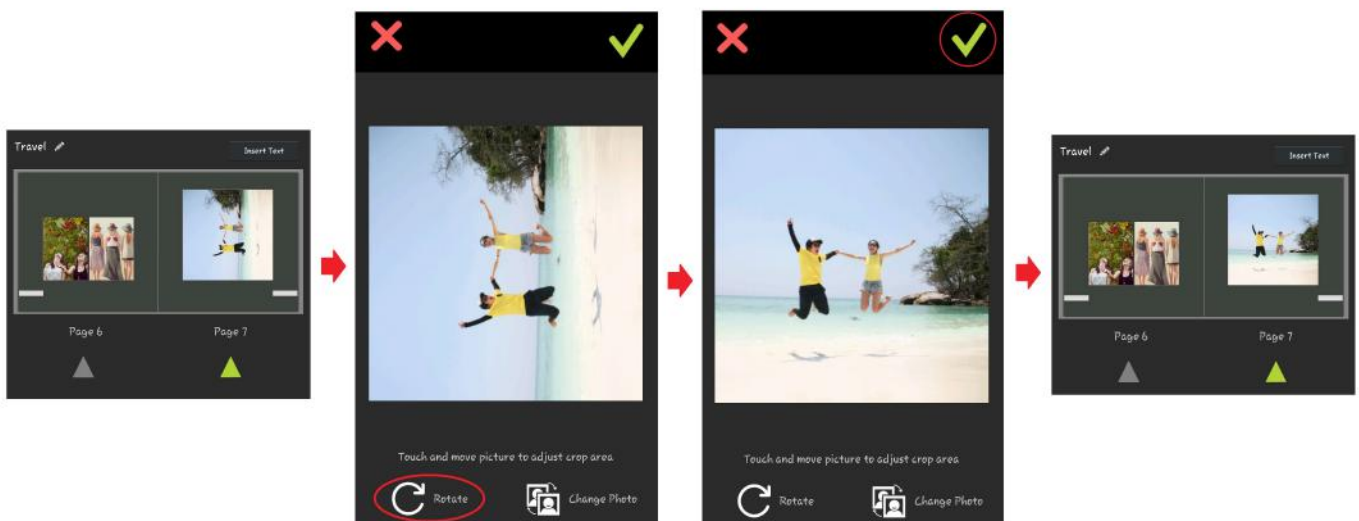 Travel
Insert Text
Page 6
Page 7
Touch and move picture to adjust crop area
Rotate
Change Photo
Touch and move picture to adjust crop area
Rotate
Change Photo
Travel
Insert Text
Page 6
Page 7